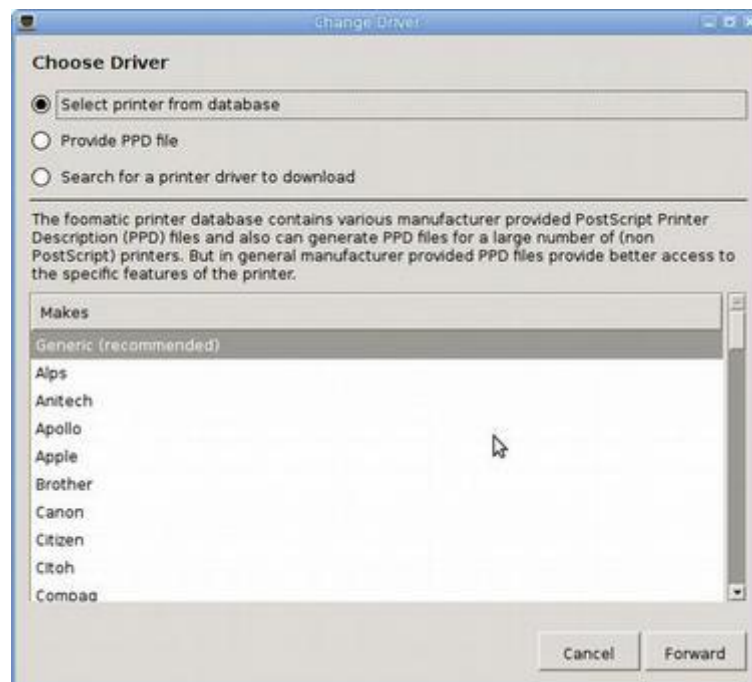 Change Driver
Choose Driver
Select printer from database
Provide PPD file
Search for a printer driver to download
The foomatic printer database contains various manufacturer provided PostScript Printer
Description (PPD) files and also can generate PPD files for a large number of (non
PostScript) printers. But in general manufacturer provided PPD files provide better access to
the specific features of the printer.
Makes
Generic (recommended)
Alps
Anitech
Apollo
Apple
Brother
Canon
Citizen
Citoh
Compaq
Cancel
Forward